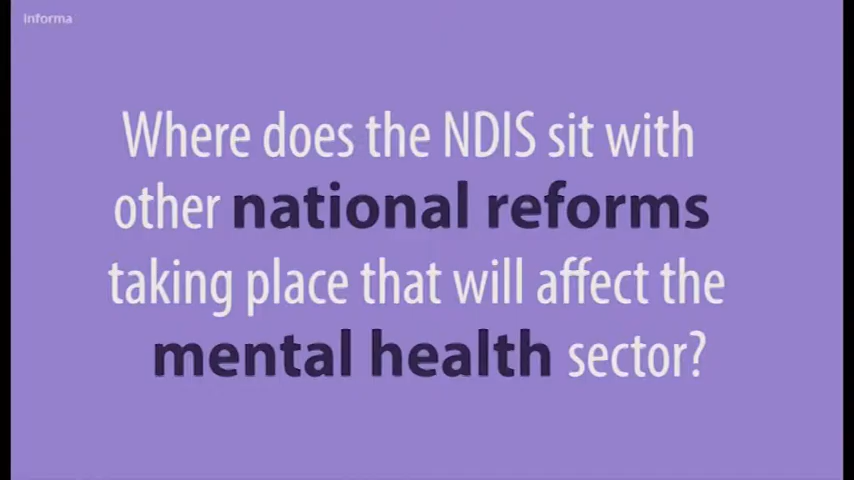 informa
Where does the NDIS sit with
other national reforms
taking place that will affect the
mental health sector?